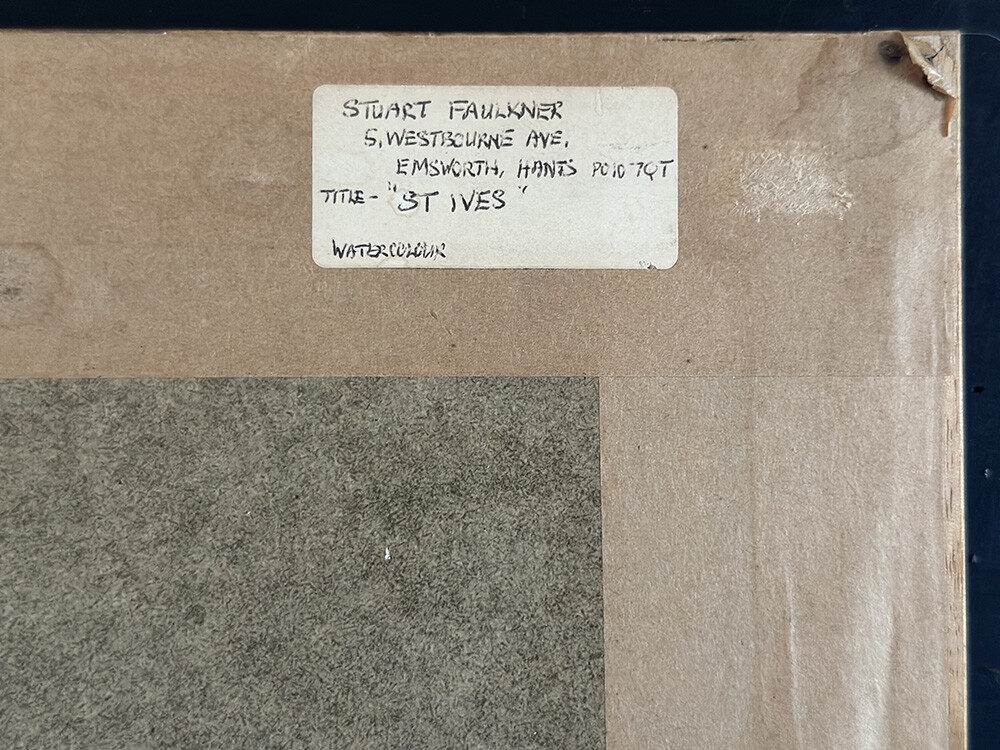 STUART FAULKNER
5, WESTBOURNE AVE,
EMSWORTH, HANTS PO10 7QT
TITLE - "ST IVES"
WATERCOLOUR